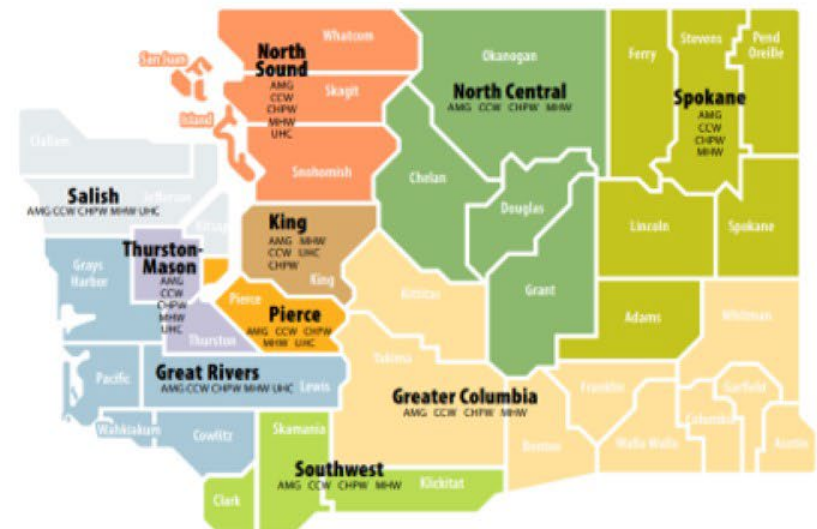 Whatcom
San Juan
North
Sound
AMG
CCW
CHPW
MHW
UHC
Skagit
Island
Snohomish
Okanogan
North Central
AMG CCW CHPW MHW
Chelan
Douglas
Grant
Ferry
Stevens
Pend
Oreille
Spokane
AMG
CCW
CHPW
MHW
Lincoln
Spokane
Adams
Clallam
Salish
Jefferson
AMG CCW CHPW MHW UHC
Kitsap
King
AMG MHW
CCW UHC
CHPW
King
Thurston-
Mason
AMG
CCW
CHPW
MHW
UHC
Thurston
Grays
Harbor
Pierce
Pierce
AMG CCW CHPW
MHW UHC
Great Rivers
AMG CCW CHPW MHW UHC
Lewis
Pacific
Wahkiakum
Cowlitz
Kittitas
Yakima
Greater Columbia
AMG CCW CHPW MHW
Benton
Franklin
Walla Walla
Columbia
Garfield
Asotin
Whitman
Skamania
Southwest
AMG CCW CHPW MHW
Klickitat
Clark